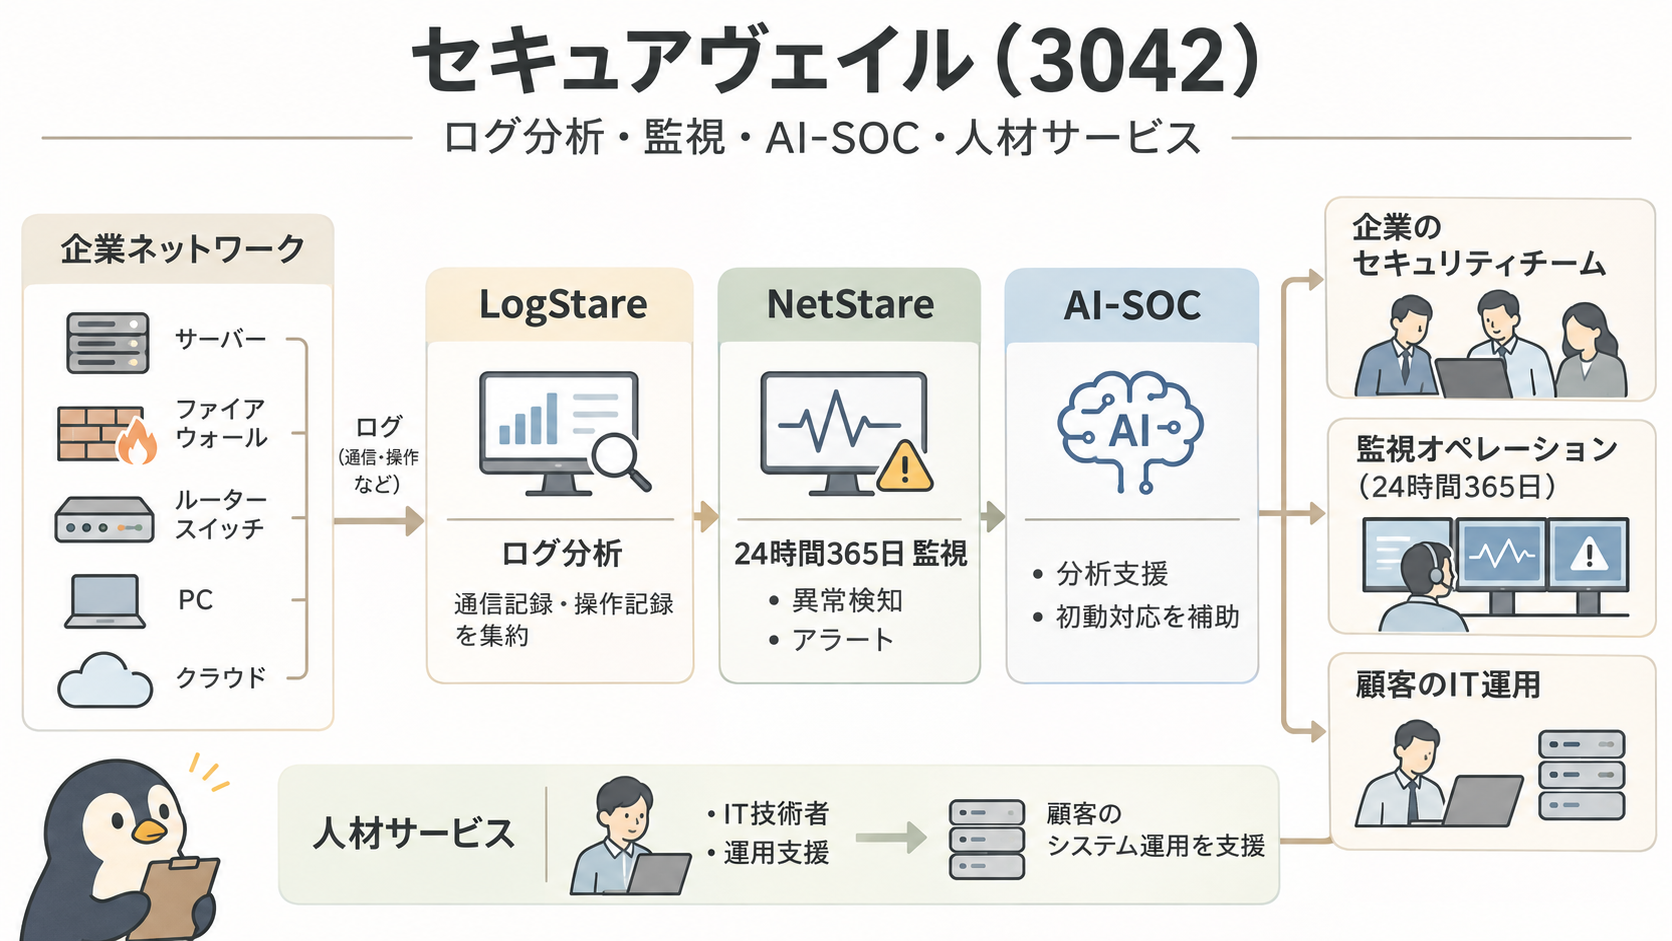 セキュアヴェイル（3042）
ログ分析・監視・AI-SOC・人材サービス
企業ネットワーク
サーバー
ファイア
ウォール
ルーター
スイッチ
PC
クラウド
ログ
（通信・操作
など）
LogStare
ログ分析
通信記録・操作記録
を集約
NetStare
24時間365日 監視
• 異常検知
• アラート
AI-SOC
AI
• 分析支援
• 初動対応を補助
企業の
セキュリティチーム
監視オペレーション
（24時間365日）
顧客のIT運用
人材サービス
・IT技術者
・運用支援
顧客の
システム運用を支援